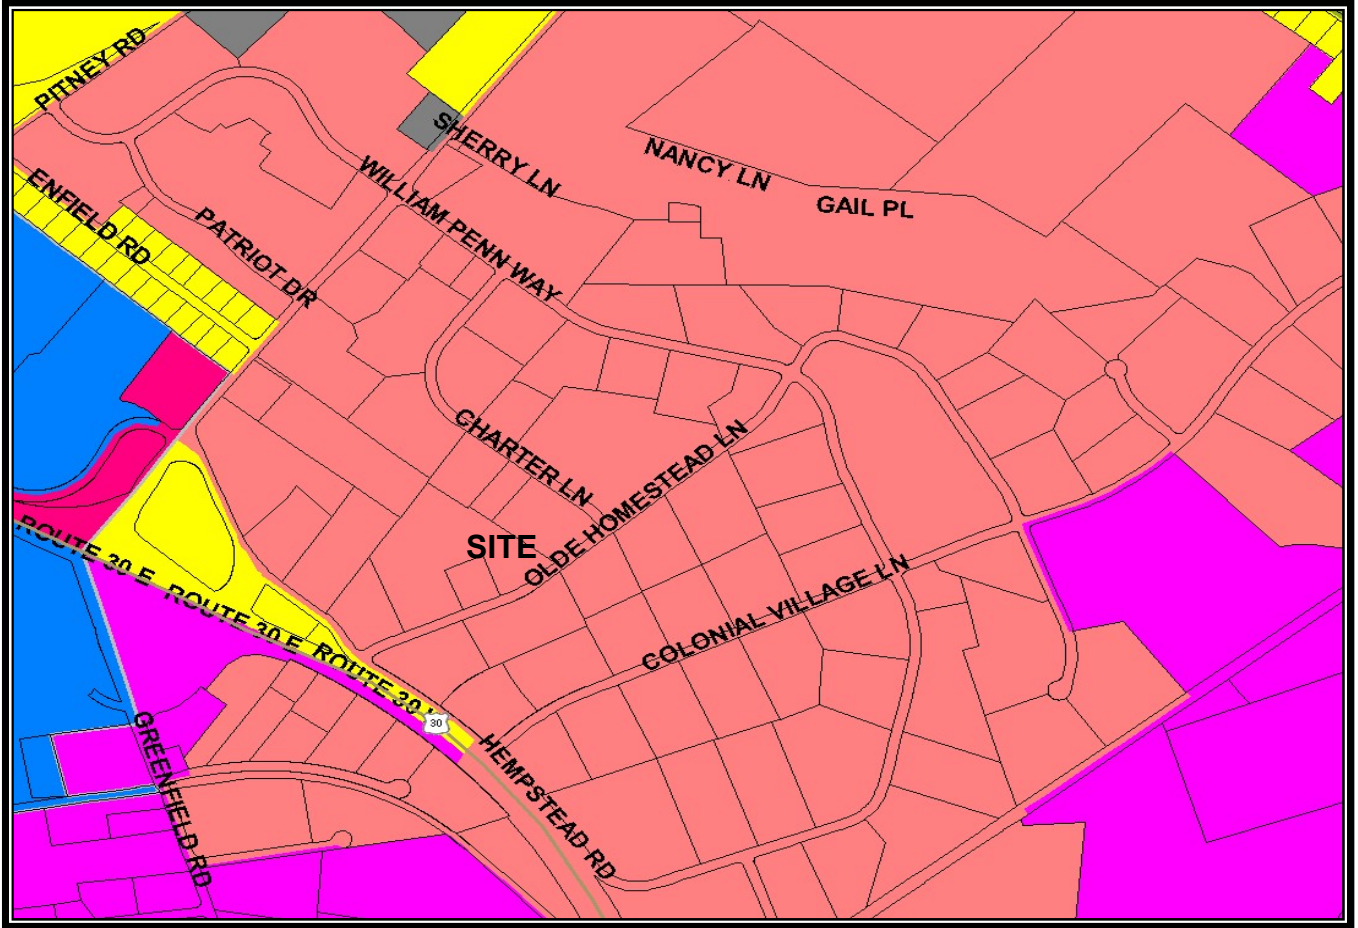 PITNEY RD
SHERRY LN
NANCY LN
WILLIAM PENN WAY
GAIL PL
ENFIELD RD
PATRIOT DR
CHARTER LN
OLDE HOMESTEAD LN
SITE
ROUTE 30 E
ROUTE 30 E
COLONIAL VILLAGE LN
ROUTE 30
30
GREENFIELD RD
HEMPSTEAD RD